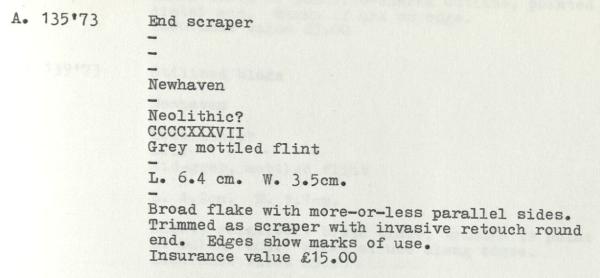 A. 135'73 End scraper
–
–
–
Newhaven
–
Neolithic?
CCCCXXXVII
Grey mottled flint
–
L. 6.4 cm. W. 3.5cm.
–
Broad flake with more-or-less parallel sides.
Trimmed as scraper with invasive retouch round
end. Edges show marks of use.
Insurance value £15.00